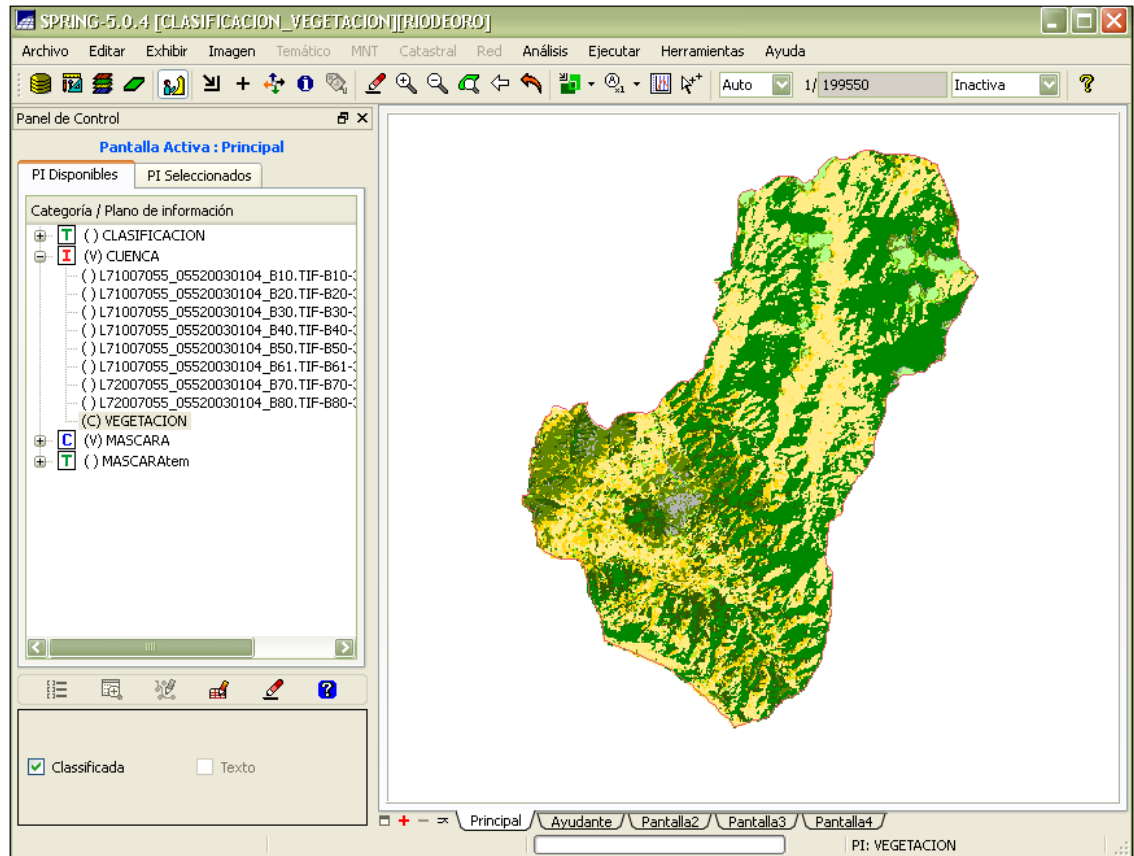 SPRING-5.0.4 [CLASIFICACION_VEGETACION][RIODEORO]
Archivo Editar Exhibir Imagen Temático MNT Catastral Red Análisis Ejecutar Herramientas Ayuda
Auto 1/ 199550 Inactiva
Panel de Control
Pantalla Activa : Principal
PI Disponibles PI Seleccionados
Categoría / Plano de información
T ( ) CLASIFICACION
I (V) CUENCA
( ) L71007055_05520030104_B10.TIF-B10-
( ) L71007055_05520030104_B20.TIF-B20-
( ) L71007055_05520030104_B30.TIF-B30-
( ) L71007055_05520030104_B40.TIF-B40-
( ) L71007055_05520030104_B50.TIF-B50-
( ) L71007055_05520030104_B61.TIF-B61-
( ) L72007055_05520030104_B70.TIF-B70-
( ) L72007055_05520030104_B80.TIF-B80-
(C) VEGETACION
C (V) MASCARA
T ( ) MASCARAtem
Classificada Texto
Principal Ayudante Pantalla2 Pantalla3 Pantalla4
PI: VEGETACION